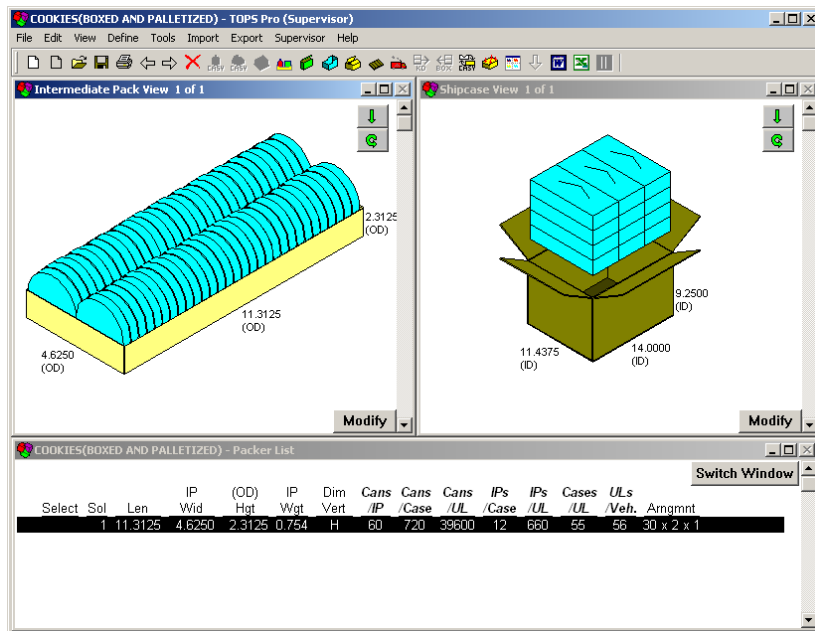 COOKIES(BOXED AND PALLETIZED) - TOPS Pro (Supervisor)
File Edit View Define Tools Import Export Supervisor Help
CASY CASY KD BOX EASY W X
Intermediate Pack View 1 of 1
2.3125
(OD)
11.3125
(OD)
4.6250
(OD)
Modify
Shipcase View 1 of 1
9.2500
(ID)
11.4375
(ID)
14.0000
(ID)
Modify
COOKIES(BOXED AND PALLETIZED) - Packer List
Switch Window
IP (OD) IP Dim Cans Cans Cans IPs IPs Cases ULs
Select Sol Len Wid Hgt Wgt Vert /IP /Case /UL /Case /UL /UL /Veh. Arngmnt
1 11.3125 4.6250 2.3125 0.754 H 60 720 39600 12 660 55 56 30 x 2 x 1